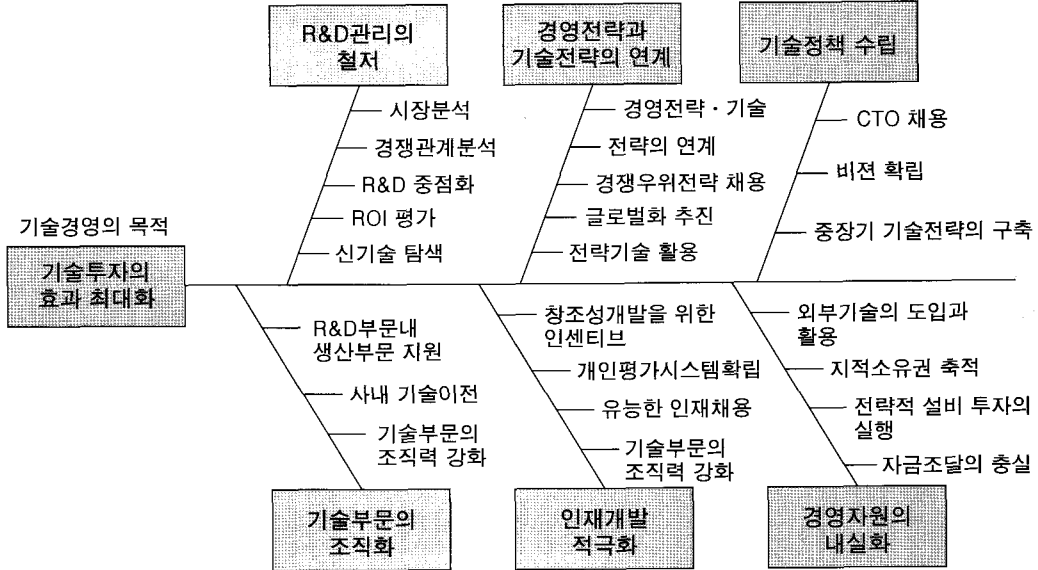 R&D관리의
철저
경영전략과
기술전략의 연계
기술정책 수립
시장분석
경쟁관계분석
R&D 중점화
ROI 평가
신기술 탐색
경영전략・기술
전략의 연계
경쟁우위전략 채용
글로벌화 추진
전략기술 활용
CTO 채용
비젼 확립
중장기 기술전략의 구축
기술경영의 목적
기술투자의
효과 최대화
R&D부문내
생산부문 지원
사내 기술이전
기술부문의
조직력 강화
창조성개발을 위한
인센티브
개인평가시스템확립
유능한 인재채용
기술부문의
조직력 강화
외부기술의 도입과
활용
지적소유권 축적
전략적 설비 투자의
실행
자금조달의 충실
기술부문의
조직화
인재개발
적극화
경영자원의
내실화